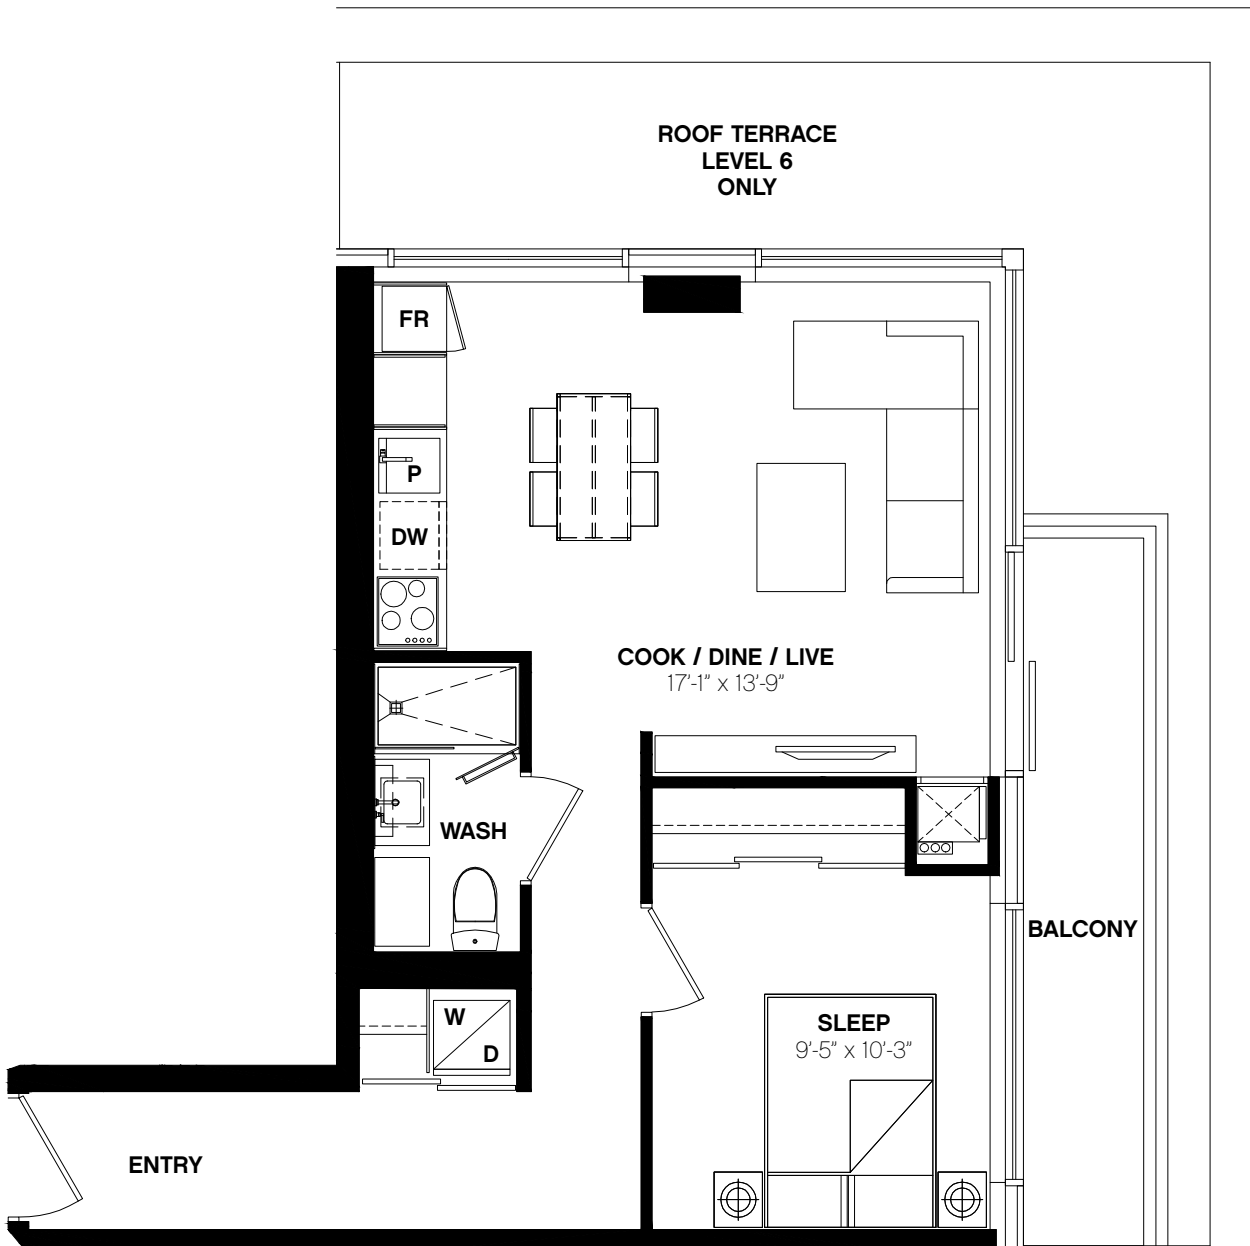 ROOF TERRACE
LEVEL 6
ONLY
FR
P
DW
COOK / DINE / LIVE
17'-1" x 13'-9"
WASH
BALCONY
W
D
SLEEP
9'-5" x 10'-3"
ENTRY